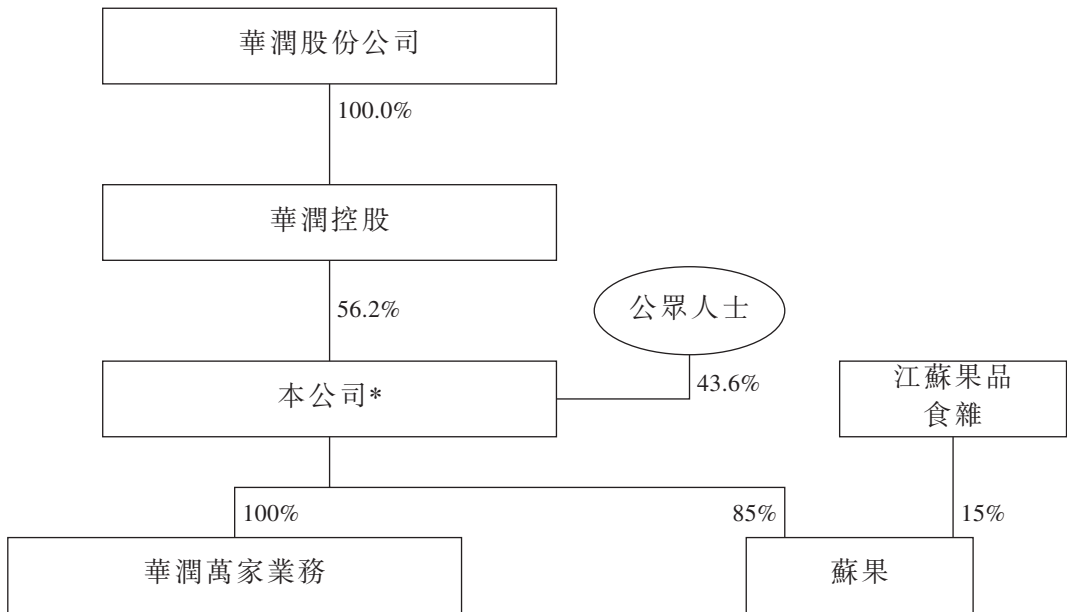 華潤股份公司
100.0%
華潤控股
56.2%
公眾人士
43.6%
本公司*
江蘇果品
食雜
100%
85%
15%
華潤萬家業務
蘇果